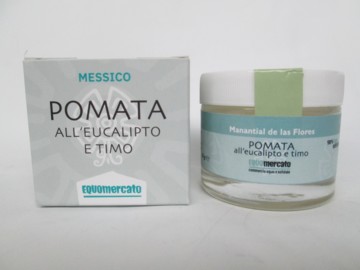 MESSICO
POMATA
ALL'EUCALIPTO
E TIMO
EQUOMERCATO
Manantial de las Flores
POMATA
all'eucalipto e timo
EQUOMERCATO